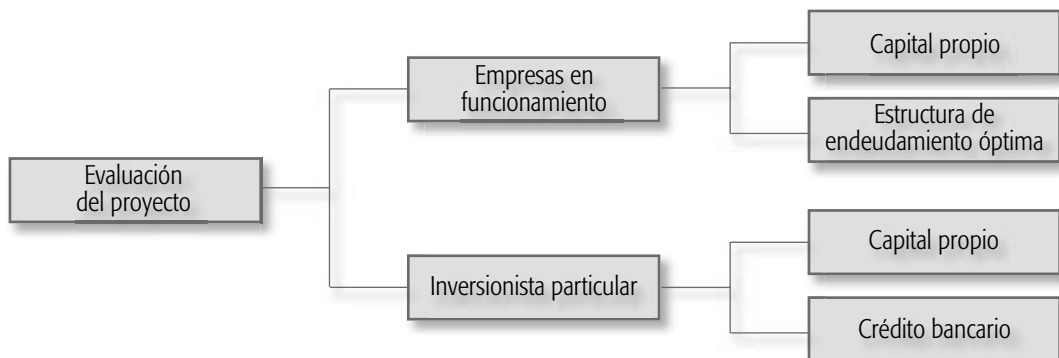 Evaluación
del proyecto
Empresas en
funcionamiento
Capital propio
Estructura de
endeudamiento óptima
Inversionista particular
Capital propio
Crédito bancario